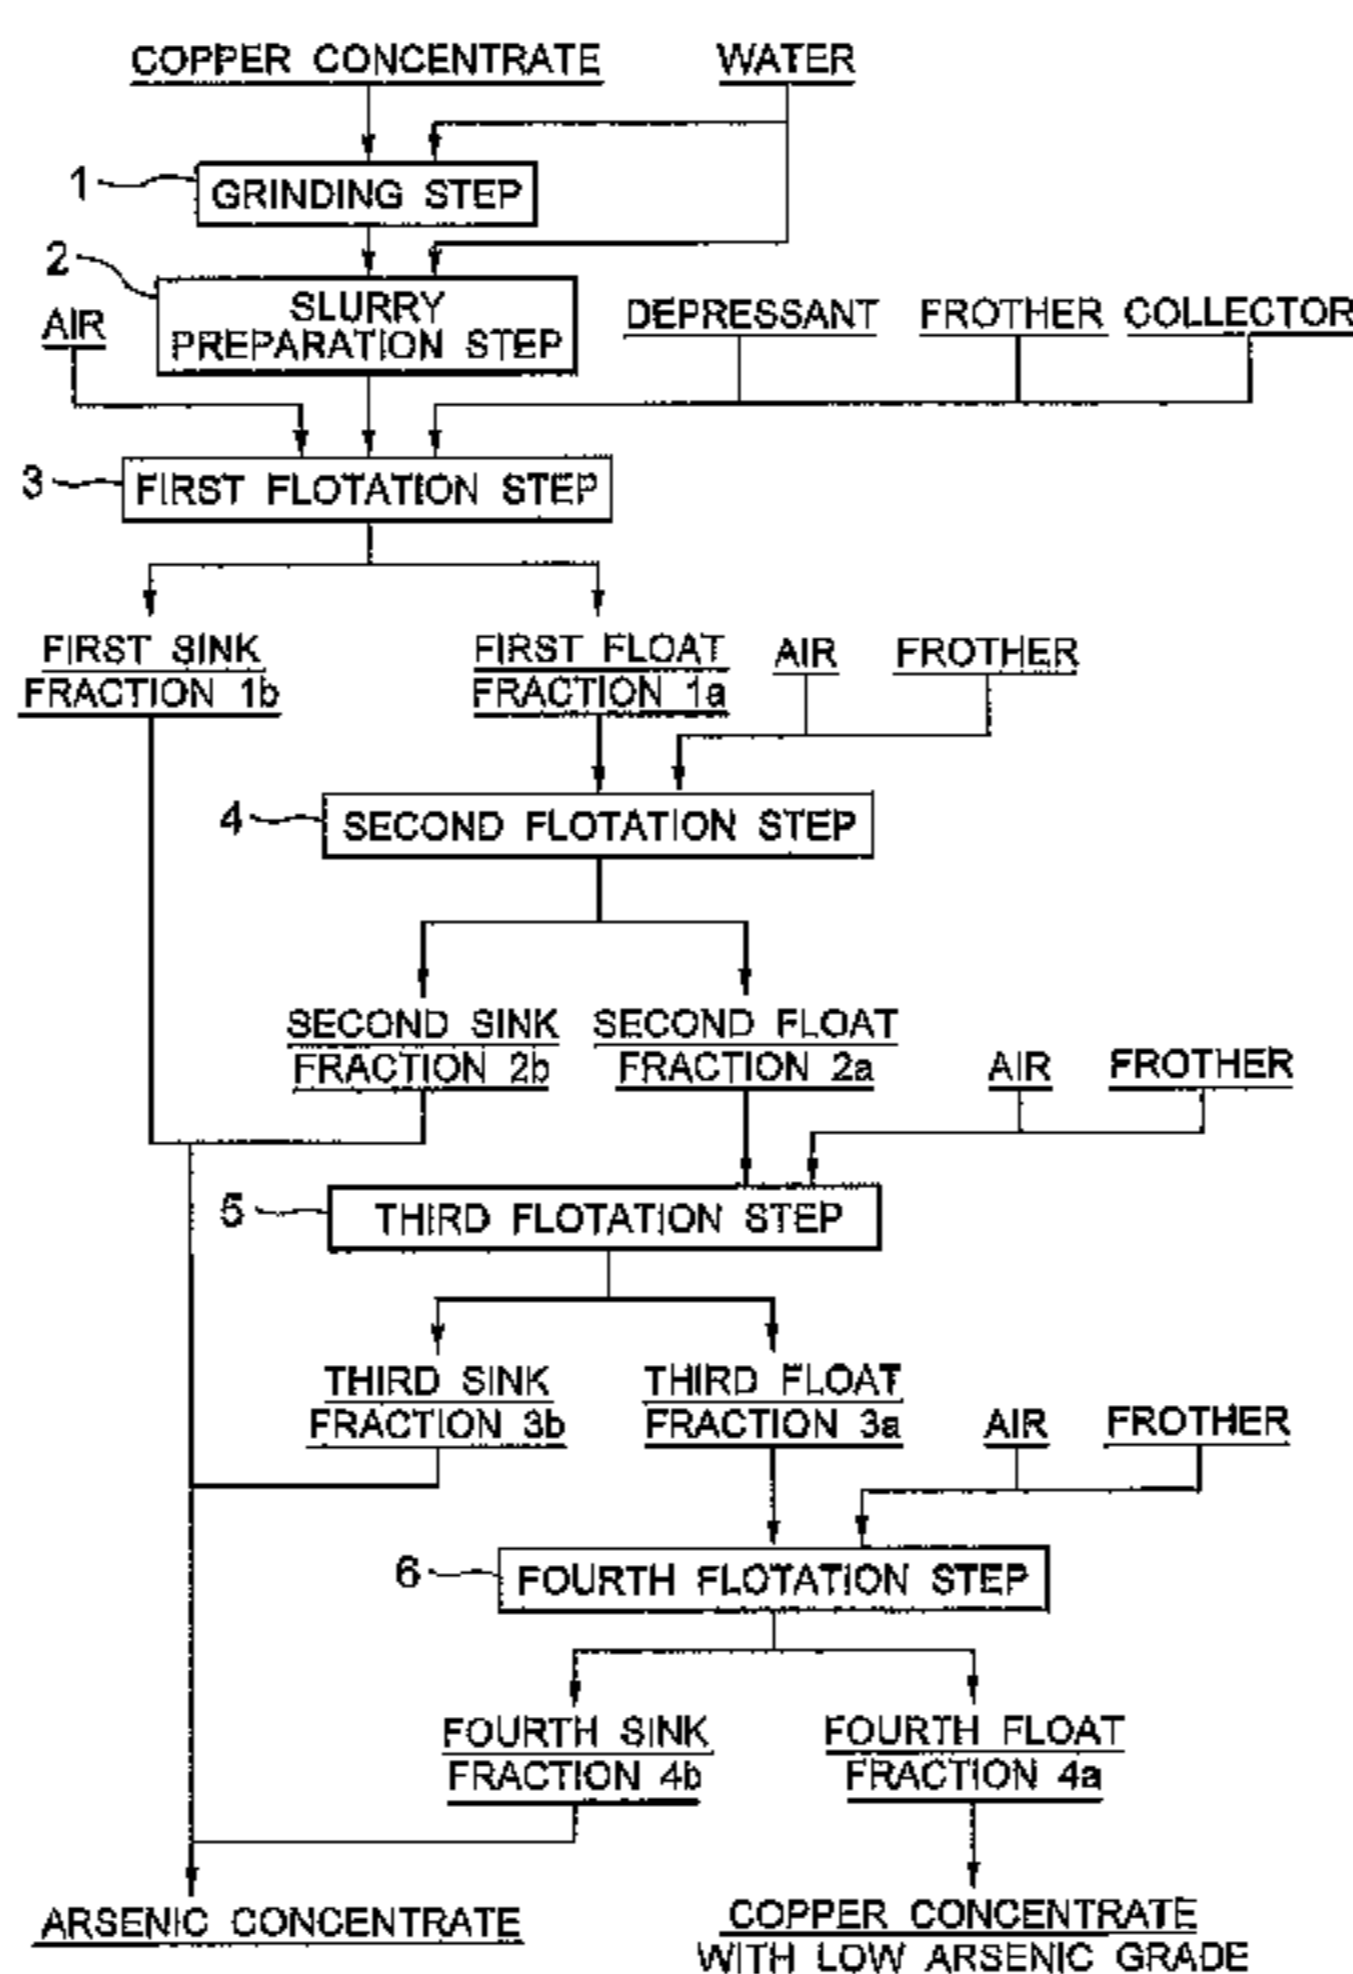 COPPER CONCENTRATE
WATER
1
GRINDING STEP
2
SLURRY
PREPARATION STEP
AIR
DEPRESSANT
FROTHER
COLLECTOR
3
FIRST FLOTATION STEP
FIRST SINK
FRACTION 1b
FIRST FLOAT
FRACTION 1a
AIR
FROTHER
4
SECOND FLOTATION STEP
SECOND SINK
FRACTION 2b
SECOND FLOAT
FRACTION 2a
AIR
FROTHER
5
THIRD FLOTATION STEP
THIRD SINK
FRACTION 3b
THIRD FLOAT
FRACTION 3a
AIR
FROTHER
6
FOURTH FLOTATION STEP
FOURTH SINK
FRACTION 4b
FOURTH FLOAT
FRACTION 4a
ARSENIC CONCENTRATE
COPPER CONCENTRATE
WITH LOW ARSENIC GRADE